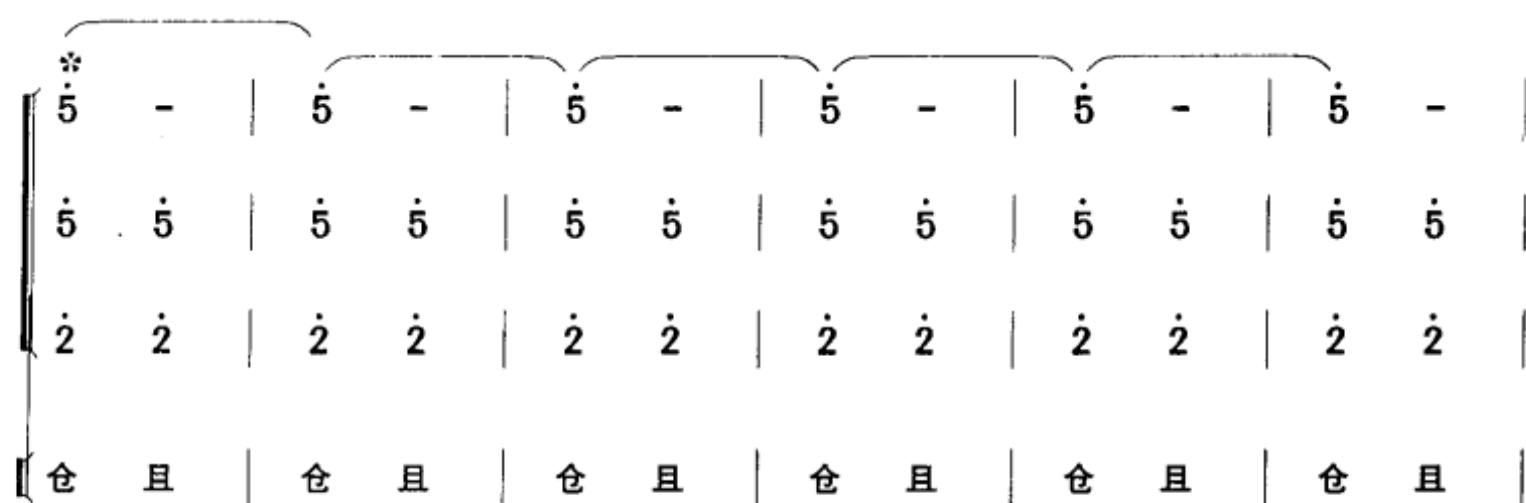 *
5̇ - | 5̇ - | 5̇ - | 5̇ - | 5̇ - | 5̇ - |
5̇ 5̇ | 5̇ 5̇ | 5̇ 5̇ | 5̇ 5̇ | 5̇ 5̇ | 5̇ 5̇ |
2̇ 2̇ | 2̇ 2̇ | 2̇ 2̇ | 2̇ 2̇ | 2̇ 2̇ | 2̇ 2̇ |
仓 且 | 仓 且 | 仓 且 | 仓 且 | 仓 且 | 仓 且 |